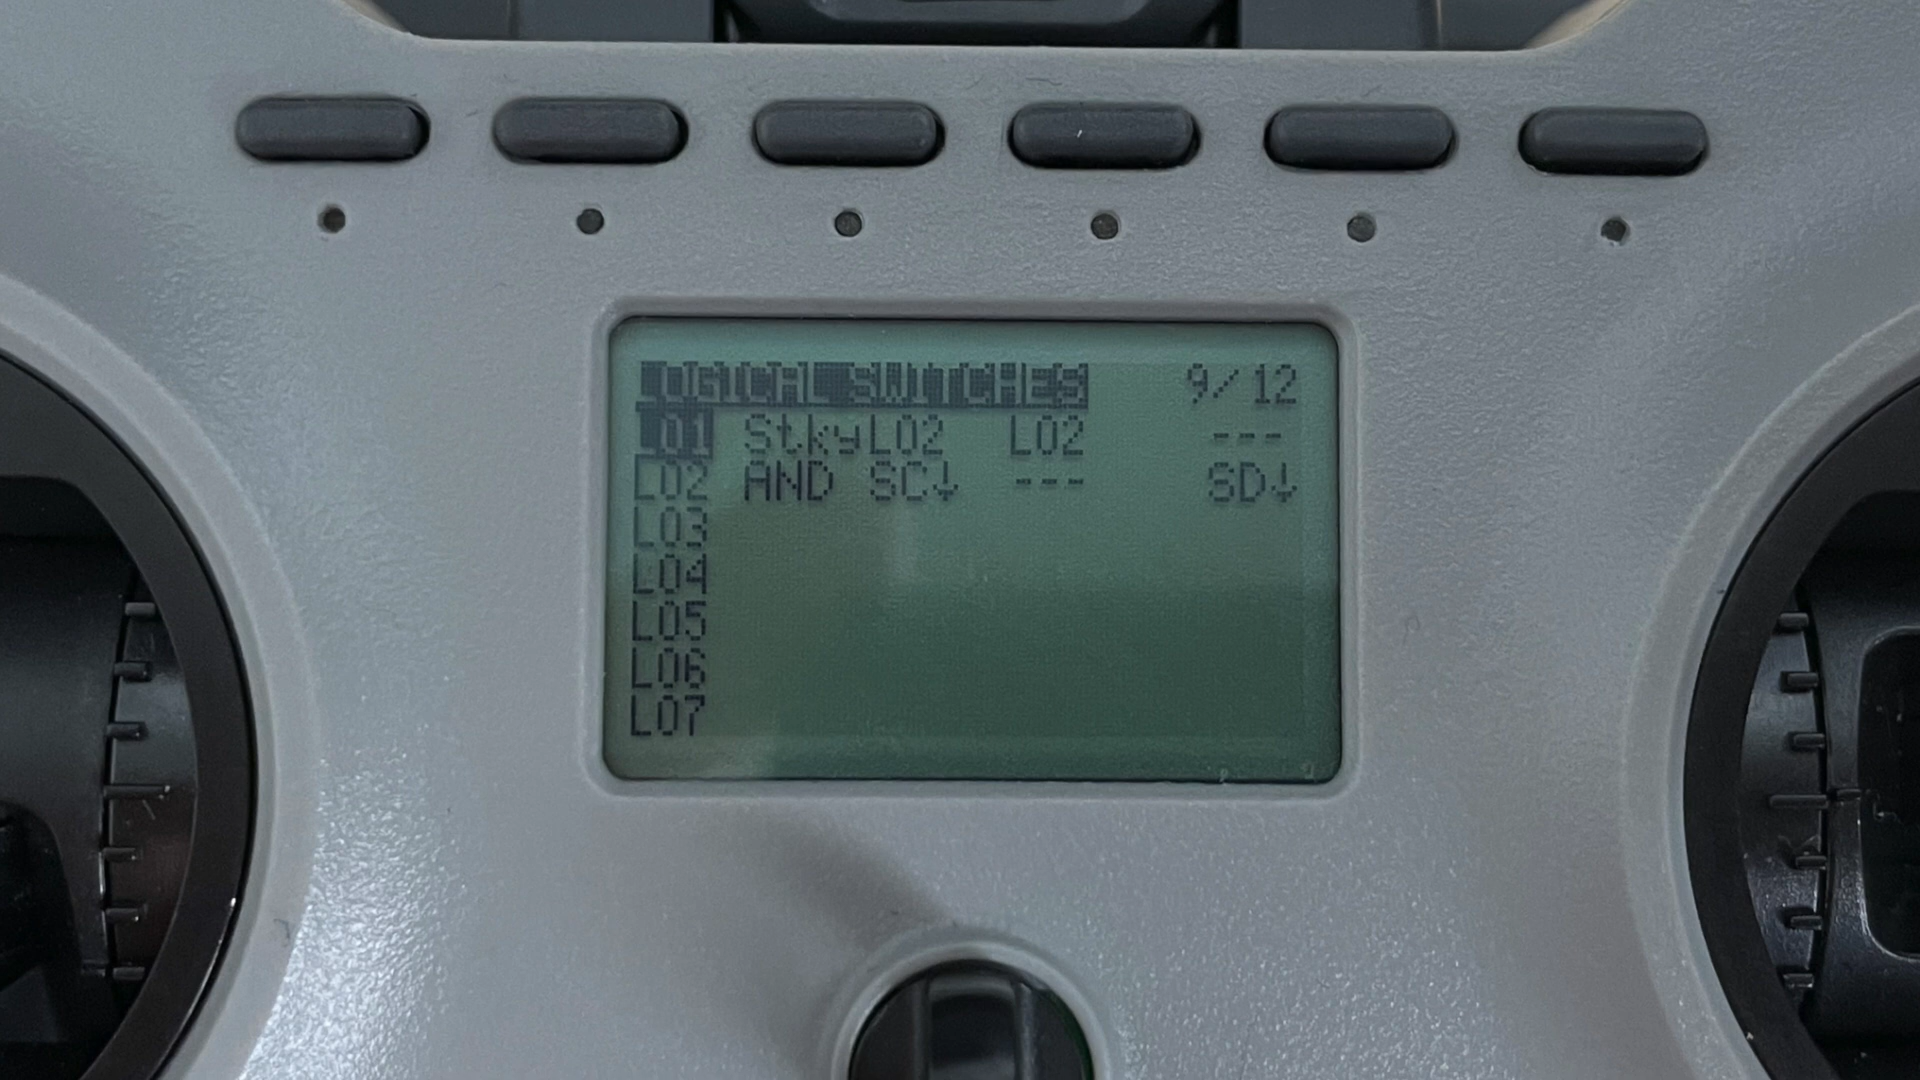 LOGICAL SWITCHES 9/12
L01 StkyL02 L02 ---
L02 AND SC↓ --- SD↓
L03
L04
L05
L06
L07